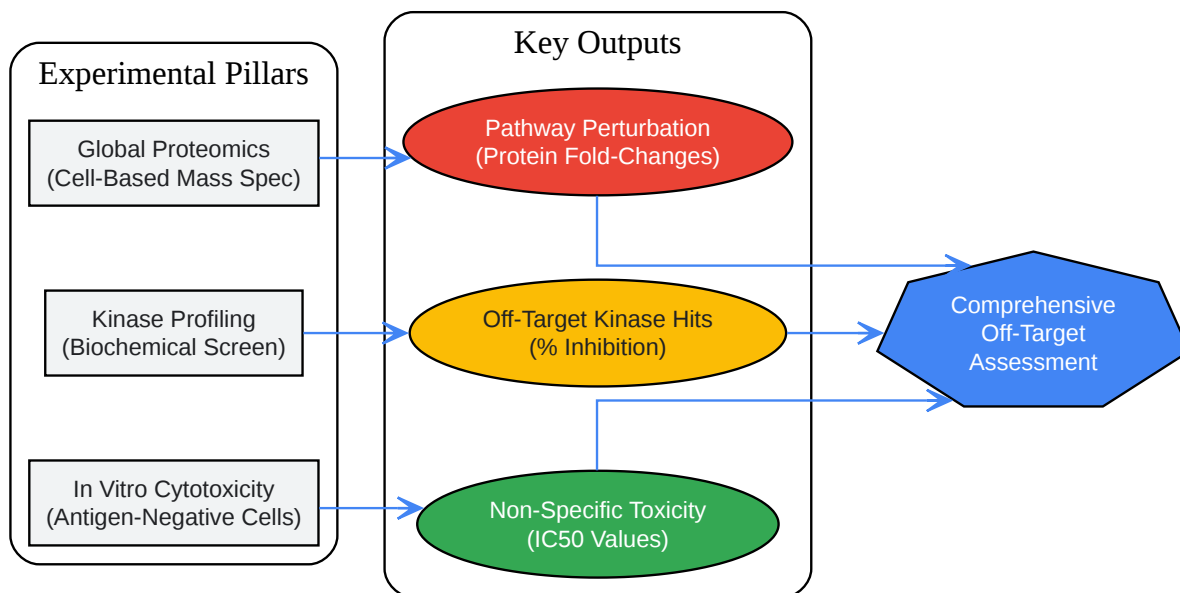 Experimental Pillars
Global Proteomics
(Cell-Based Mass Spec)
Kinase Profiling
(Biochemical Screen)
In Vitro Cytotoxicity
(Antigen-Negative Cells)
Key Outputs
Pathway Perturbation
(Protein Fold-Changes)
Off-Target Kinase Hits
(% Inhibition)
Non-Specific Toxicity
(IC50 Values)
Comprehensive
Off-Target
Assessment